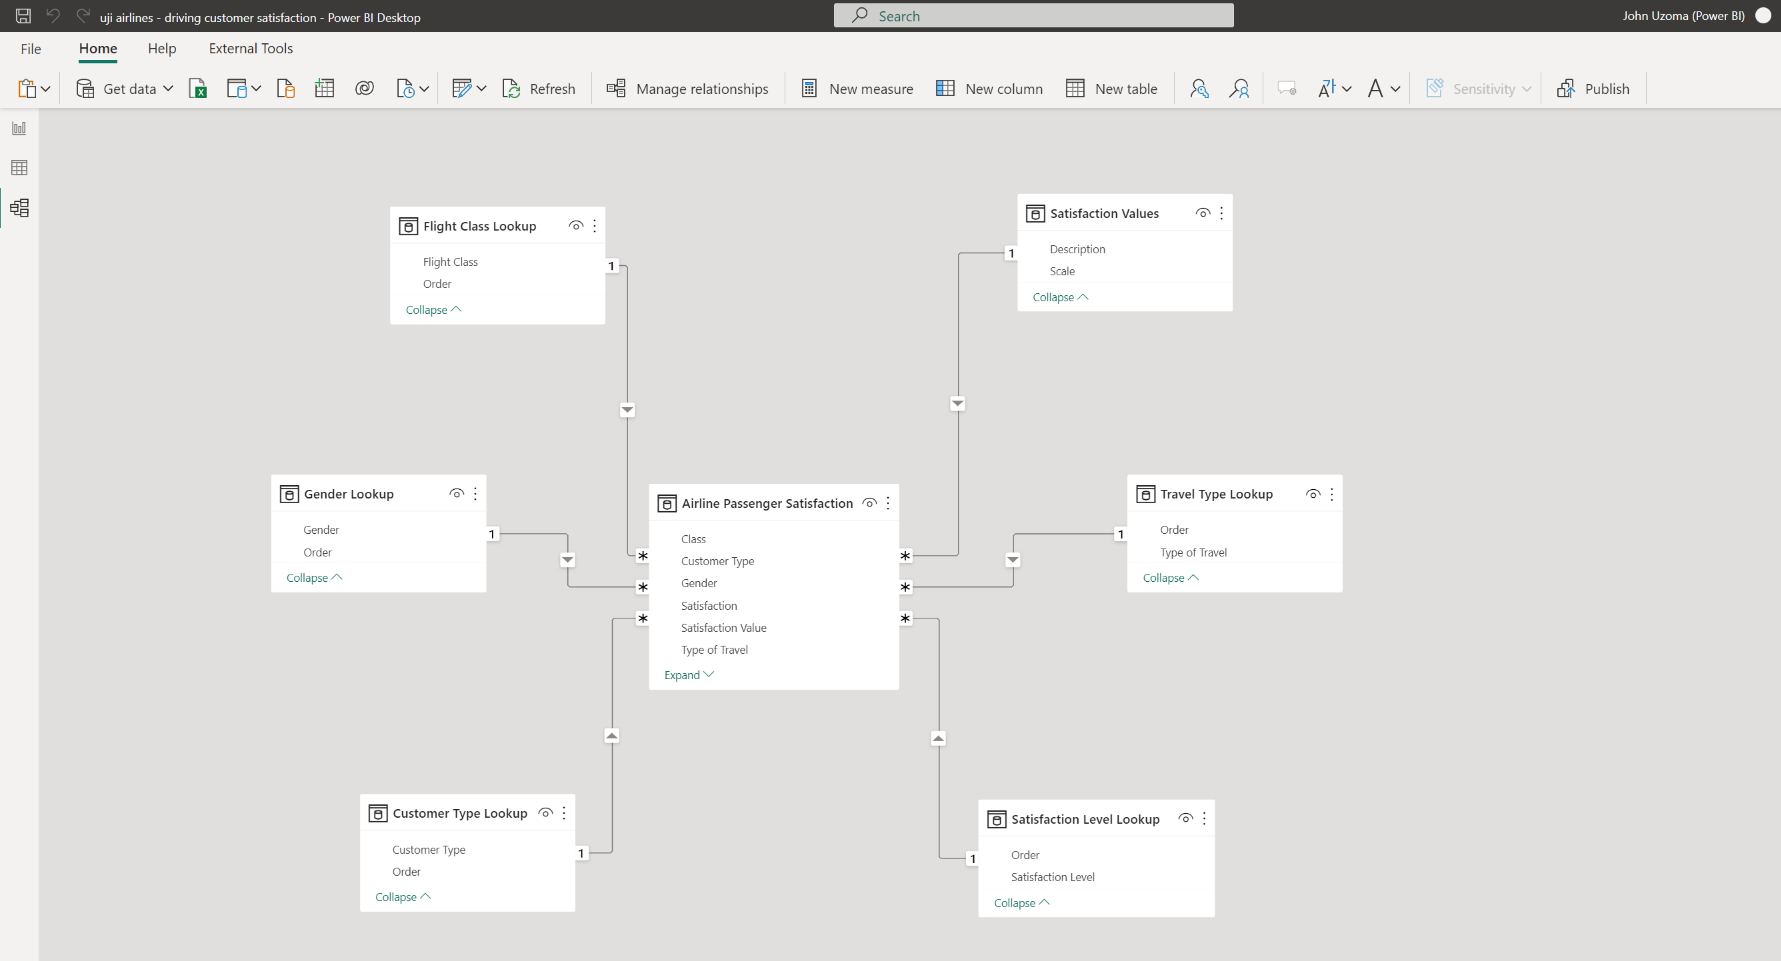 uji airlines - driving customer satisfaction - Power BI Desktop
Search
John Uzoma (Power BI)
File
Home
Help
External Tools
Get data
Refresh
Manage relationships
New measure
New column
New table
Sensitivity
Publish
Flight Class Lookup
Flight Class
Order
Collapse
1
Satisfaction Values
Description
Scale
Collapse
1
Gender Lookup
Gender
Order
Collapse
1
Airline Passenger Satisfaction
Class
Customer Type
Gender
Satisfaction
Satisfaction Value
Type of Travel
Expand
*
*
*
*
*
*
Travel Type Lookup
Order
Type of Travel
Collapse
1
Customer Type Lookup
Customer Type
Order
Collapse
1
Satisfaction Level Lookup
Order
Satisfaction Level
Collapse
1